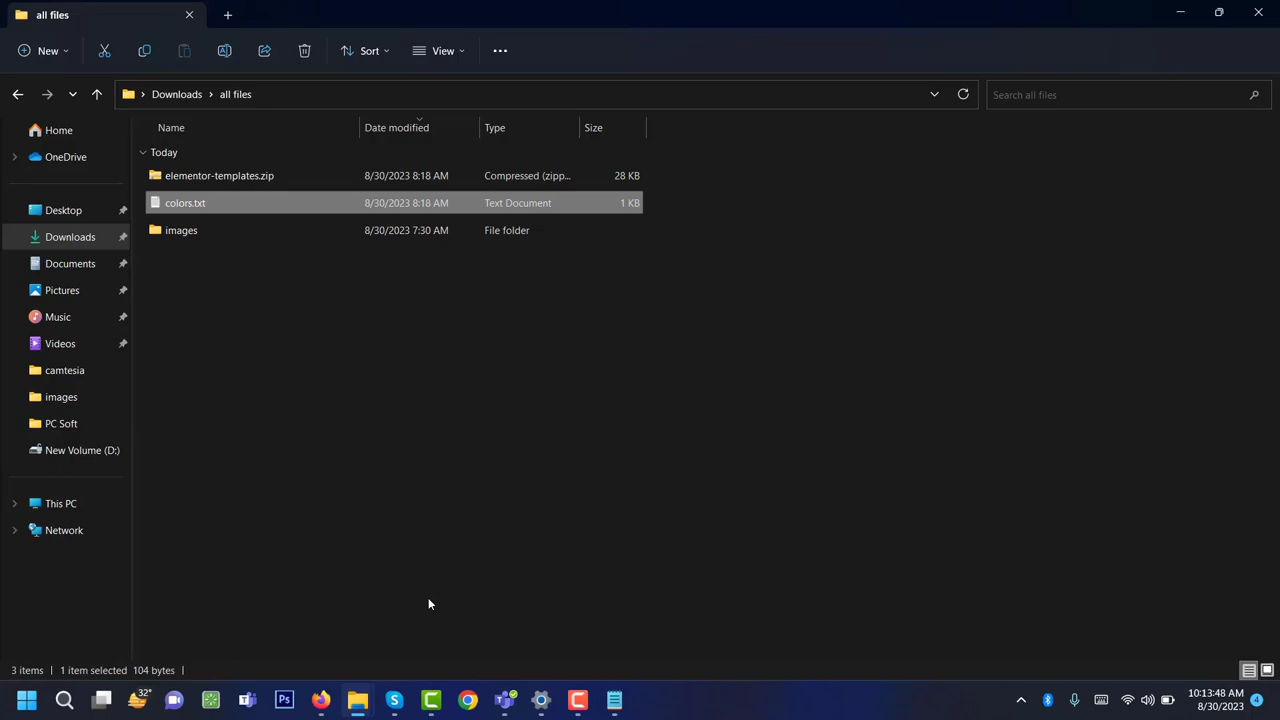 all files
New
Sort
View
Downloads > all files
Search all files
Name
Date modified
Type
Size
Today
elementor-templates.zip 8/30/2023 8:18 AM Compressed (zipp... 28 KB
colors.txt 8/30/2023 8:18 AM Text Document 1 KB
images 8/30/2023 7:30 AM File folder
Home
OneDrive
Desktop
Downloads
Documents
Pictures
Music
Videos
camtesia
images
PC Soft
New Volume (D:)
This PC
Network
3 items 1 item selected 104 bytes
32°
Ps
10:13:48 AM
8/30/2023
4